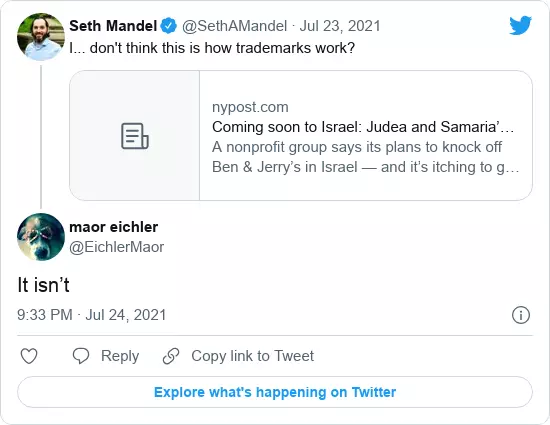 Seth Mandel @SethAMandel · Jul 23, 2021
I... don't think this is how trademarks work?
nypost.com
Coming soon to Israel: Judea and Samaria’…
A nonprofit group says its plans to knock off
Ben & Jerry’s in Israel — and it’s itching to g…
maor eichler
@EichlerMaor
It isn’t
9:33 PM · Jul 24, 2021
Reply
Copy link to Tweet
Explore what's happening on Twitter